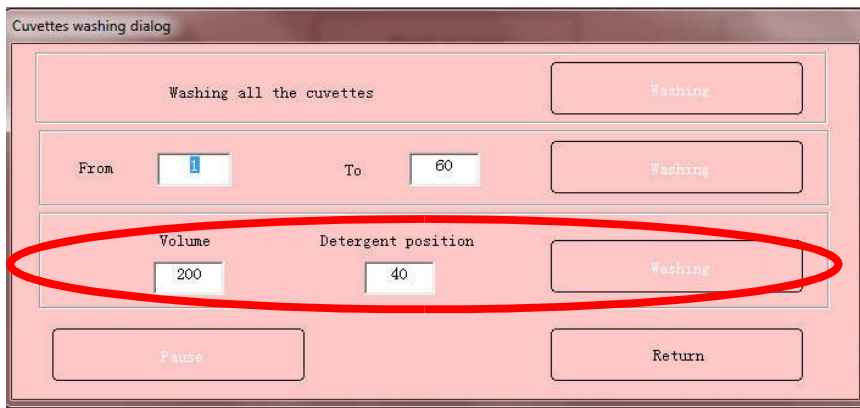 Cuvettes washing dialog
Washing all the cuvettes Washing
From 1 To 60 Washing
Volume Detergent position
200 40 Washing
Pause Return